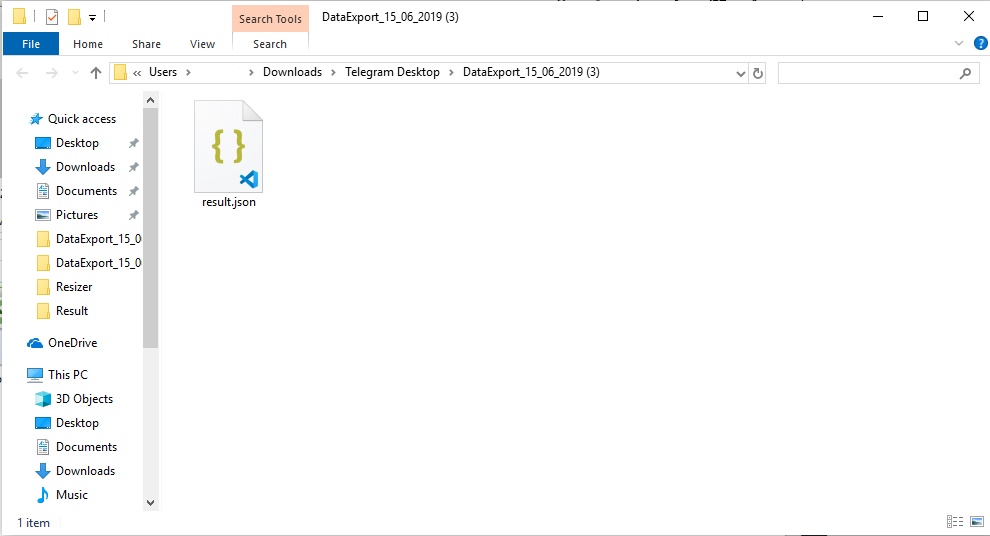 Search Tools
DataExport_15_06_2019 (3)
File
Home
Share
View
Search
Users
Downloads
Telegram Desktop
DataExport_15_06_2019 (3)
Quick access
Desktop
Downloads
Documents
Pictures
DataExport_15_0
DataExport_15_0
Resizer
Result
OneDrive
This PC
3D Objects
Desktop
Documents
Downloads
Music
result.json
1 item